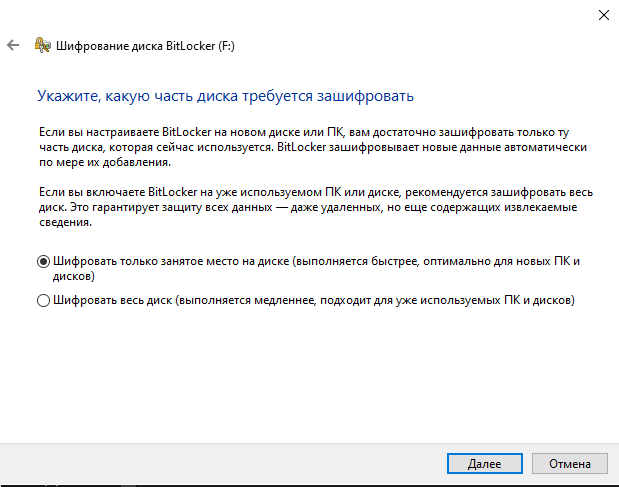 Шифрование диска BitLocker (F:)
Укажите, какую часть диска требуется зашифровать
Если вы настраиваете BitLocker на новом диске или ПК, вам достаточно зашифровать только ту
часть диска, которая сейчас используется. BitLocker зашифровывает новые данные автоматически
по мере их добавления.
Если вы включаете BitLocker на уже используемом ПК или диске, рекомендуется зашифровать весь
диск. Это гарантирует защиту всех данных — даже удаленных, но еще содержащих извлекаемые
сведения.
Шифровать только занятое место на диске (выполняется быстрее, оптимально для новых ПК и
дисков)
Шифровать весь диск (выполняется медленнее, подходит для уже используемых ПК и дисков)
Далее
Отмена